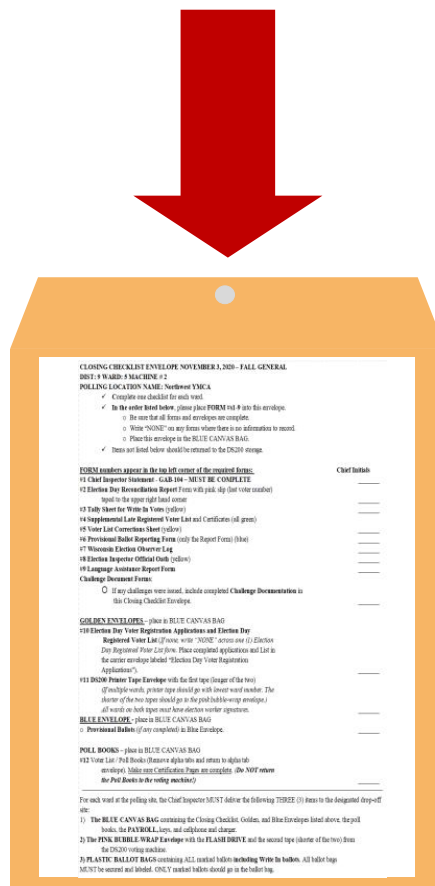 CLOSING CHECKLIST ENVELOPE NOVEMBER 3, 2020 – FALL GENERAL
DIST: 9 WARD: 5 MACHINE # 2
POLLING LOCATION NAME: Northwest YMCA
✓ Complete one checklist for each ward.
✓ In the order listed below, please place FORM #s1-9 into this envelope.
o Be sure that all forms and envelopes are complete.
o Write "NONE" on any forms where there is no information to record.
o Place this envelope in the BLUE CANVAS BAG.
✓ Items not listed below should be returned to the DS200 storage.
FORM numbers appear in the top left corner of the required forms: Chief Initials
#1 Chief Inspector Statement - GAB-104 – MUST BE COMPLETE
#2 Election Day Reconciliation Report Form with pink slip (last voter number)
taped to the upper right hand corner
#3 Tally Sheet for Write In Votes (yellow)
#4 Supplemental Late Registered Voter List and Certificates (all green)
#5 Voter List Corrections Sheet (yellow)
#6 Provisional Ballot Reporting Form (only the Report Form) (blue)
#7 Wisconsin Election Observer Log
#8 Election Inspector Official Oath (yellow)
#9 Language Assistance Report Form
Challenge Document Forms:
O If any challenges were issued, include completed Challenge Documentation in
this Closing Checklist Envelope.
GOLDEN ENVELOPES – place in BLUE CANVAS BAG
#10 Election Day Voter Registration Applications and Election Day
Registered Voter List (If none, write "NONE" across one (1) Election
Day Registered Voter List form. Place completed applications and List in
the carrier envelope labeled "Election Day Voter Registration
Applications").
#11 DS200 Printer Tape Envelope with the first tape (longer of the two)
(If multiple wards, printer tape should go with lowest ward number. The
shorter of the two tapes should go to the pink bubble-wrap envelope.)
All words on both tapes must have election worker signatures.
BLUE ENVELOPE - place in BLUE CANVAS BAG
o Provisional Ballots (if any completed) in Blue Envelope.
POLL BOOKS – place in BLUE CANVAS BAG
#12 Voter List / Poll Books (Remove alpha tabs and return to alpha tab
envelope). Make sure Certification Pages are complete. (Do NOT return
the Poll Books to the voting machine!)
For each ward at the polling site, the Chief Inspector MUST deliver the following THREE (3) items to the designated drop-off
site:
1) The BLUE CANVAS BAG containing the Closing Checklist, Golden, and Blue Envelopes listed above, the poll
books, the PAYROLL, keys, and cellphone and charger.
2) The PINK BUBBLE-WRAP Envelope with the FLASH DRIVE and the second tape (shorter of the two) from
the DS200 voting machine.
3) PLASTIC BALLOT BAGS containing ALL marked ballots including Write In ballots. All ballot bags
MUST be secured and labeled. ONLY marked ballots should go in the ballot bag.